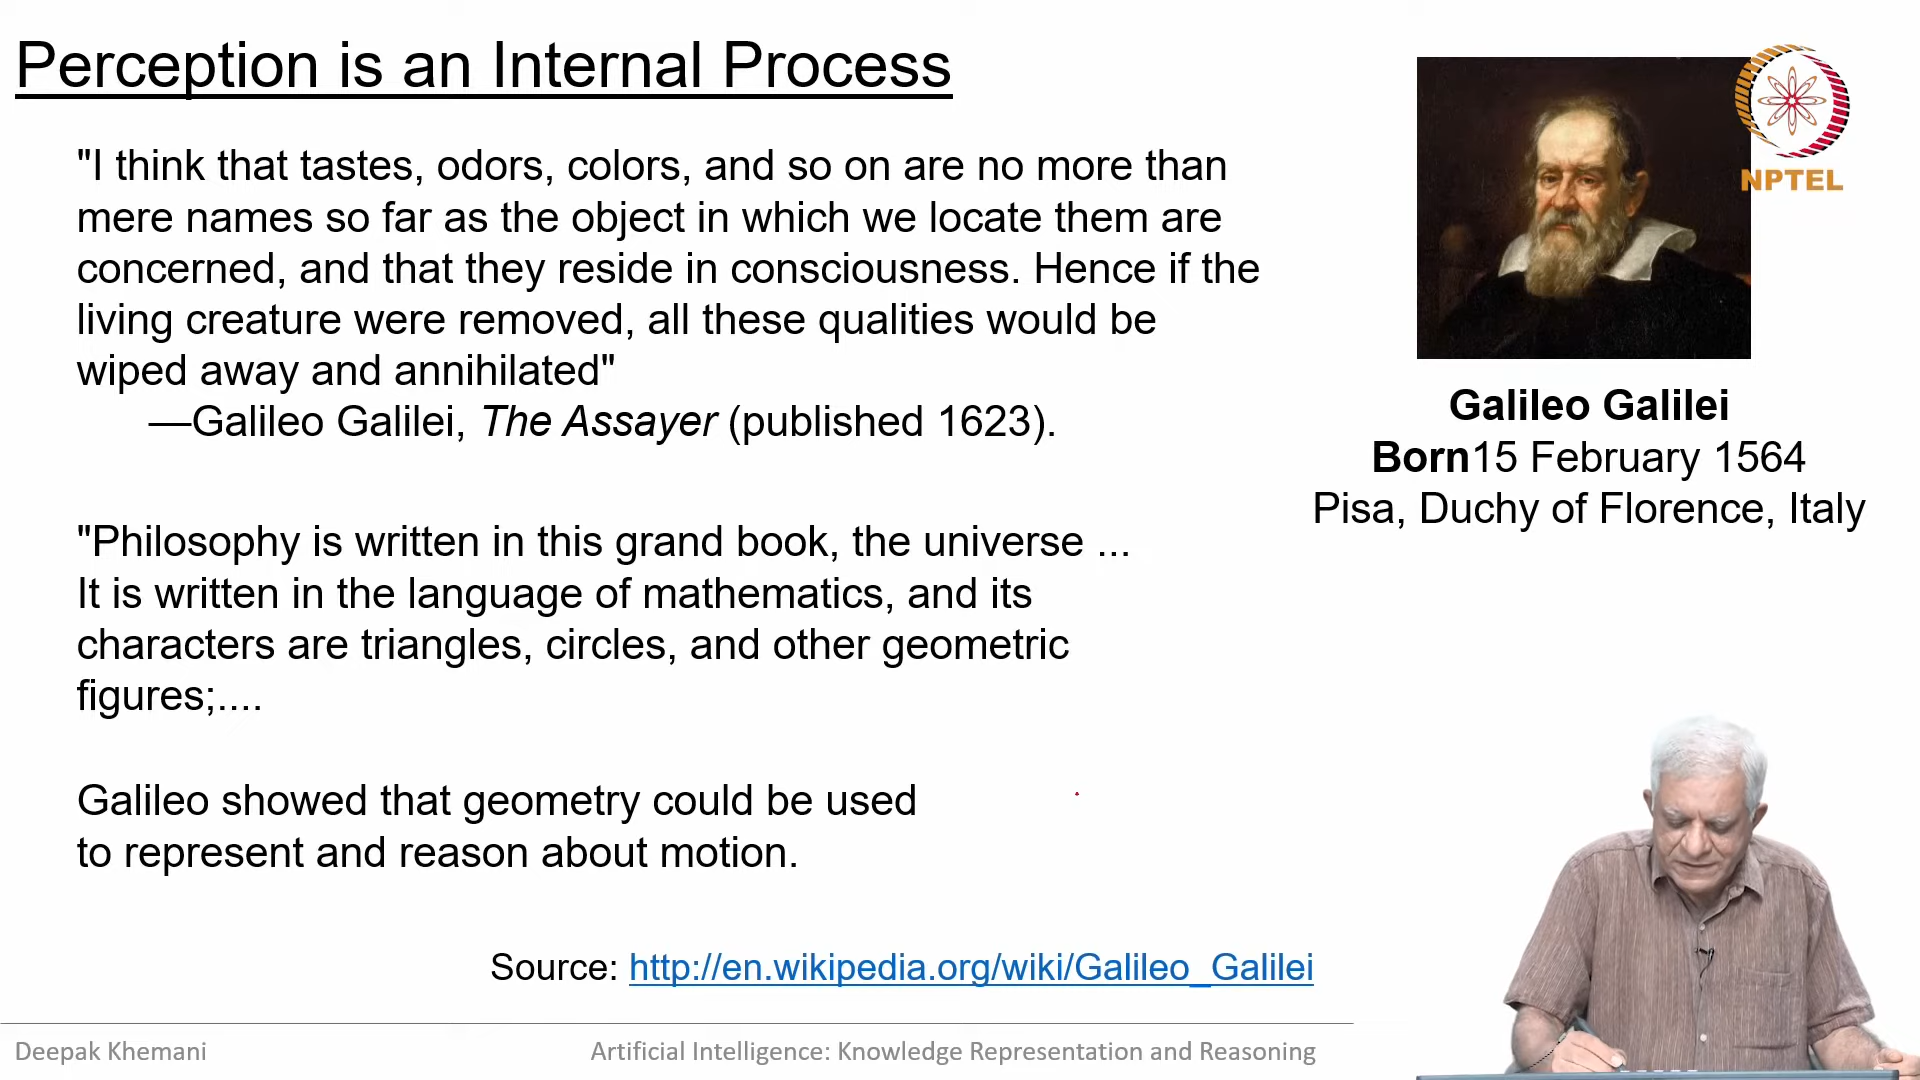 Perception is an Internal Process
"I think that tastes, odors, colors, and so on are no more than
mere names so far as the object in which we locate them are
concerned, and that they reside in consciousness. Hence if the
living creature were removed, all these qualities would be
wiped away and annihilated"
—Galileo Galilei, The Assayer (published 1623).
"Philosophy is written in this grand book, the universe ...
It is written in the language of mathematics, and its
characters are triangles, circles, and other geometric
figures;....
Galileo showed that geometry could be used
to represent and reason about motion.
Source: http://en.wikipedia.org/wiki/Galileo_Galilei
NPTEL
Galileo Galilei
Born15 February 1564
Pisa, Duchy of Florence, Italy
Deepak Khemani
Artificial Intelligence: Knowledge Representation and Reasoning